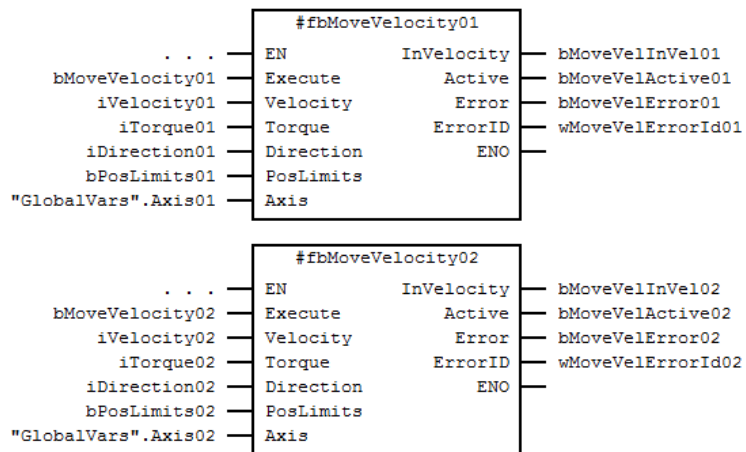 #fbMoveVelocity01
. . . EN InVelocity bMoveVelInVel01
bMoveVelocity01 Execute Active bMoveVelActive01
iVelocity01 Velocity Error bMoveVelError01
iTorque01 Torque ErrorID wMoveVelErrorId01
iDirection01 Direction ENO
bPosLimits01 PosLimits
"GlobalVars".Axis01 Axis
#fbMoveVelocity02
. . . EN InVelocity bMoveVelInVel02
bMoveVelocity02 Execute Active bMoveVelActive02
iVelocity02 Velocity Error bMoveVelError02
iTorque02 Torque ErrorID wMoveVelErrorId02
iDirection02 Direction ENO
bPosLimits02 PosLimits
"GlobalVars".Axis02 Axis